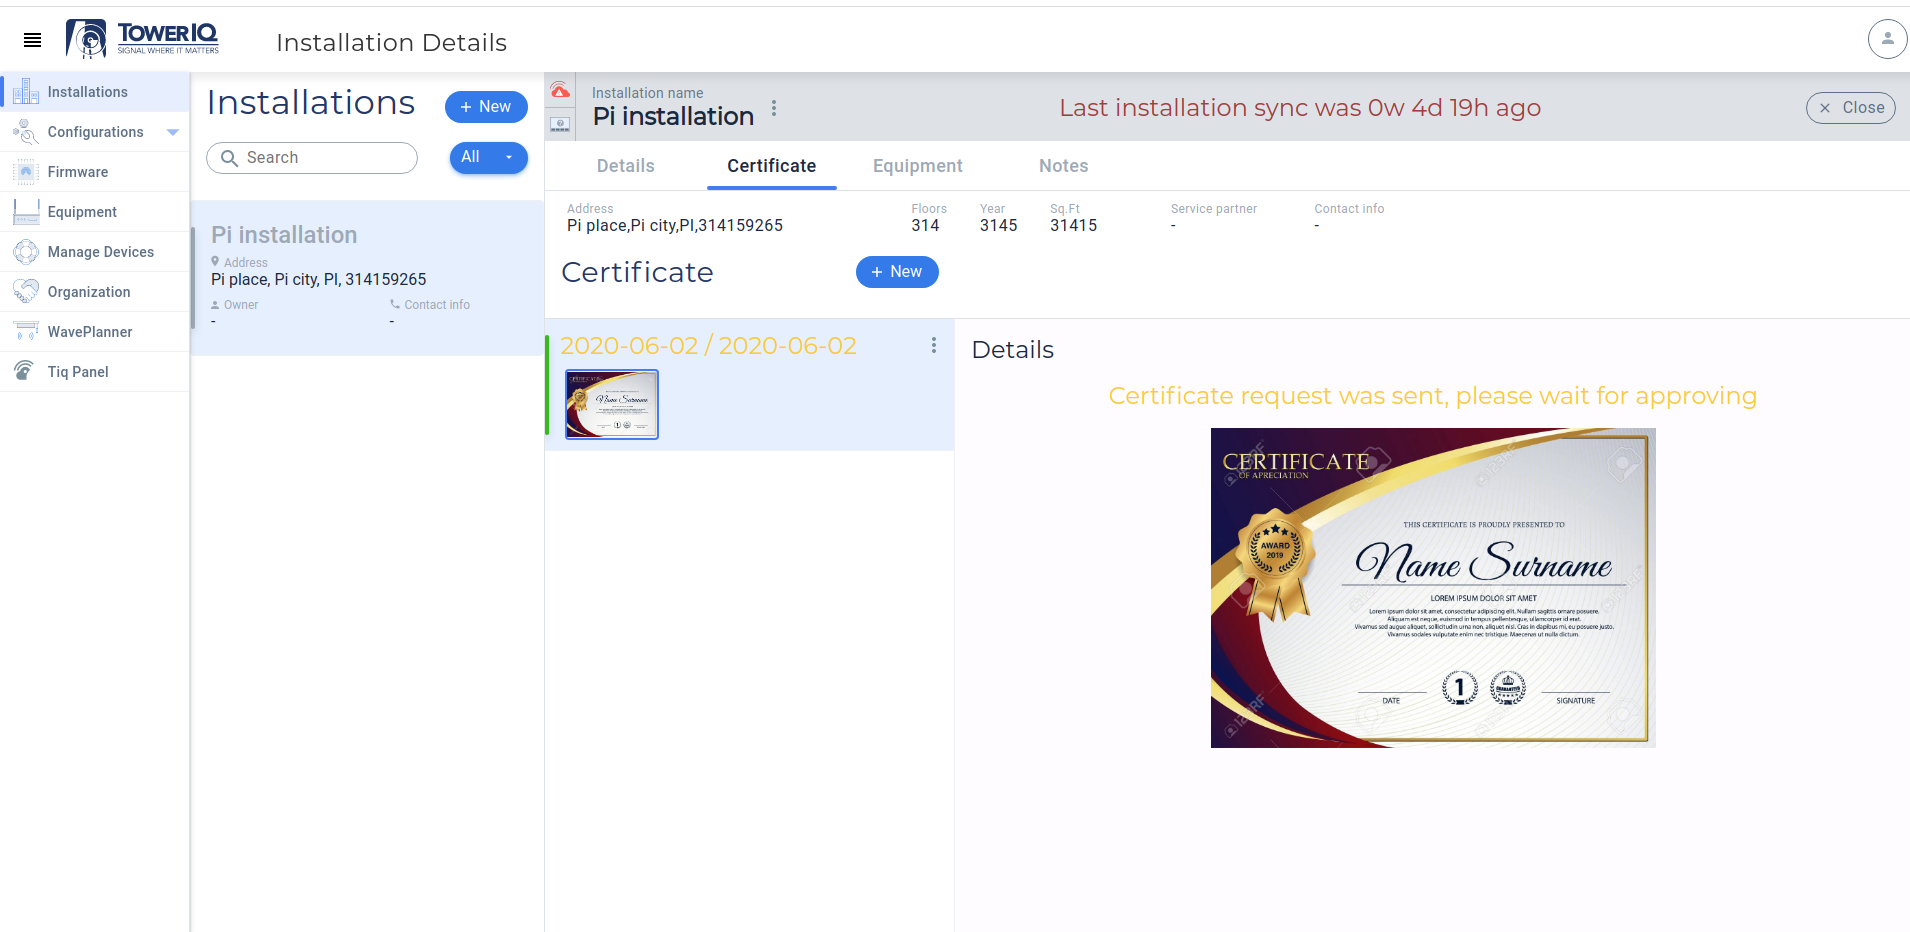 TOWERIQ
SIGNAL WHERE IT MATTERS
Installation Details
Installations
Configurations
Firmware
Equipment
Manage Devices
Organization
WavePlanner
Tiq Panel
Installations
+ New
Search
All
Pi installation
Address
Pi place, Pi city, PI, 314159265
Owner
Contact info
-
-
Installation name
Pi installation
Last installation sync was 0w 4d 19h ago
× Close
Details
Certificate
Equipment
Notes
Address
Pi place,Pi city,PI,314159265
Floors
314
Year
3145
Sq.Ft
31415
Service partner
-
Contact info
-
Certificate
+ New
2020-06-02 / 2020-06-02
Details
Certificate request was sent, please wait for approving
CERTIFICATE
OF APRECIATION
AWARD
2019
THIS CERTIFICATE IS PROUDLY PRESENTED TO
Name Surname
LOREM IPSUM DOLOR SIT AMET
Lorem ipsum dolor sit amet, consectetur adipiscing elit. Nullam sagittis ornare posuere.
Aliquam est neque, euismod in tempus pellentesque, ullamcorper id erat.
Vivamus sed augue aliquet, sollicitudin urna non, aliquet nisl. Cras in dapibus mi, eu posuere justo.
Vivamus sodales vulputate enim nec tristique. Maecenas ut nulla dictum.
DATE
1
GUARANTEE
SIGNATURE